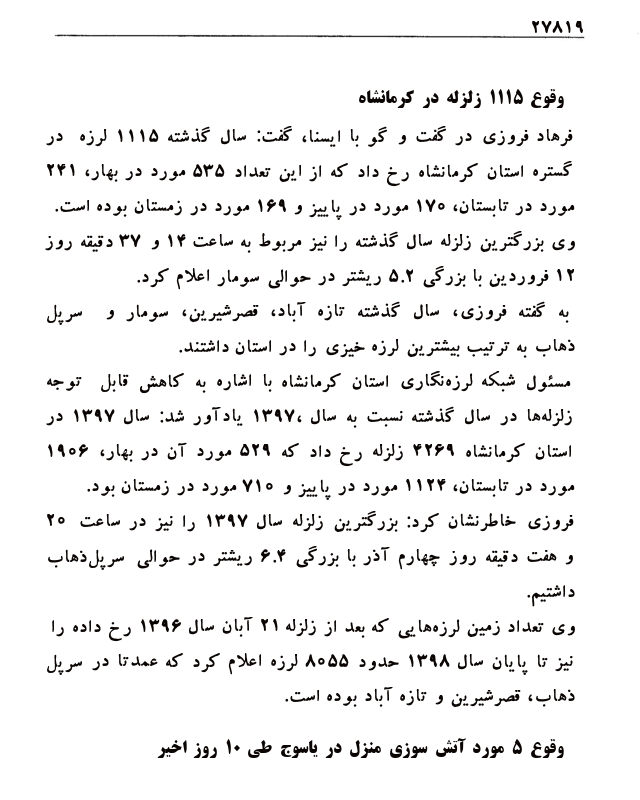 ۲۷۸۱۹
وقوع ۱۱۱۵ زلزله در کرمانشاه
فرهاد فروزی در گفت و گو با ایسنا، گفت: سال گذشته ۱۱۱۵ لرزه در
گستره استان کرمانشاه رخ داد که از این تعداد ۵۳۵ مورد در بهار، ۲۴۱
مورد در تابستان، ۱۷۰ مورد در پاییز و ۱۶۹ مورد در زمستان بوده است.
وی بزرگترین زلزله سال گذشته را نیز مربوط به ساعت ۱۴ و ۳۷ دقیقه روز
۱۲ فروردین با بزرگی ۵.۲ ریشتر در حوالی سومار اعلام کرد.
به گفته فروزی، سال گذشته تازه آباد، قصرشیرین، سومار و سرپل
ذهاب به ترتیب بیشترین لرزه خیزی را در استان داشتند.
مسئول شبکه لرزه‌نگاری استان کرمانشاه با اشاره به کاهش قابل توجه
زلزله‌ها در سال گذشته نسبت به سال ،۱۳۹۷ یادآور شد: سال ۱۳۹۷ در
استان کرمانشاه ۴۲۶۹ زلزله رخ داد که ۵۲۹ مورد آن در بهار، ۱۹۰۶
مورد در تابستان، ۱۱۲۴ مورد در پاییز و ۷۱۰ مورد در زمستان بود.
فروزی خاطرنشان کرد: بزرگترین زلزله سال ۱۳۹۷ را نیز در ساعت ۲۰
و هفت دقیقه روز چهارم آذر با بزرگی ۶.۴ ریشتر در حوالی سرپل‌ذهاب
داشتیم.
وی تعداد زمین لرزه‌هایی که بعد از زلزله ۲۱ آبان سال ۱۳۹۶ رخ داده را
نیز تا پایان سال ۱۳۹۸ حدود ۸۰۵۵ لرزه اعلام کرد که عمدتا در سرپل
ذهاب، قصرشیرین و تازه آباد بوده است.
وقوع ۵ مورد آتش سوزی منزل در یاسوج طی ۱۰ روز اخیر